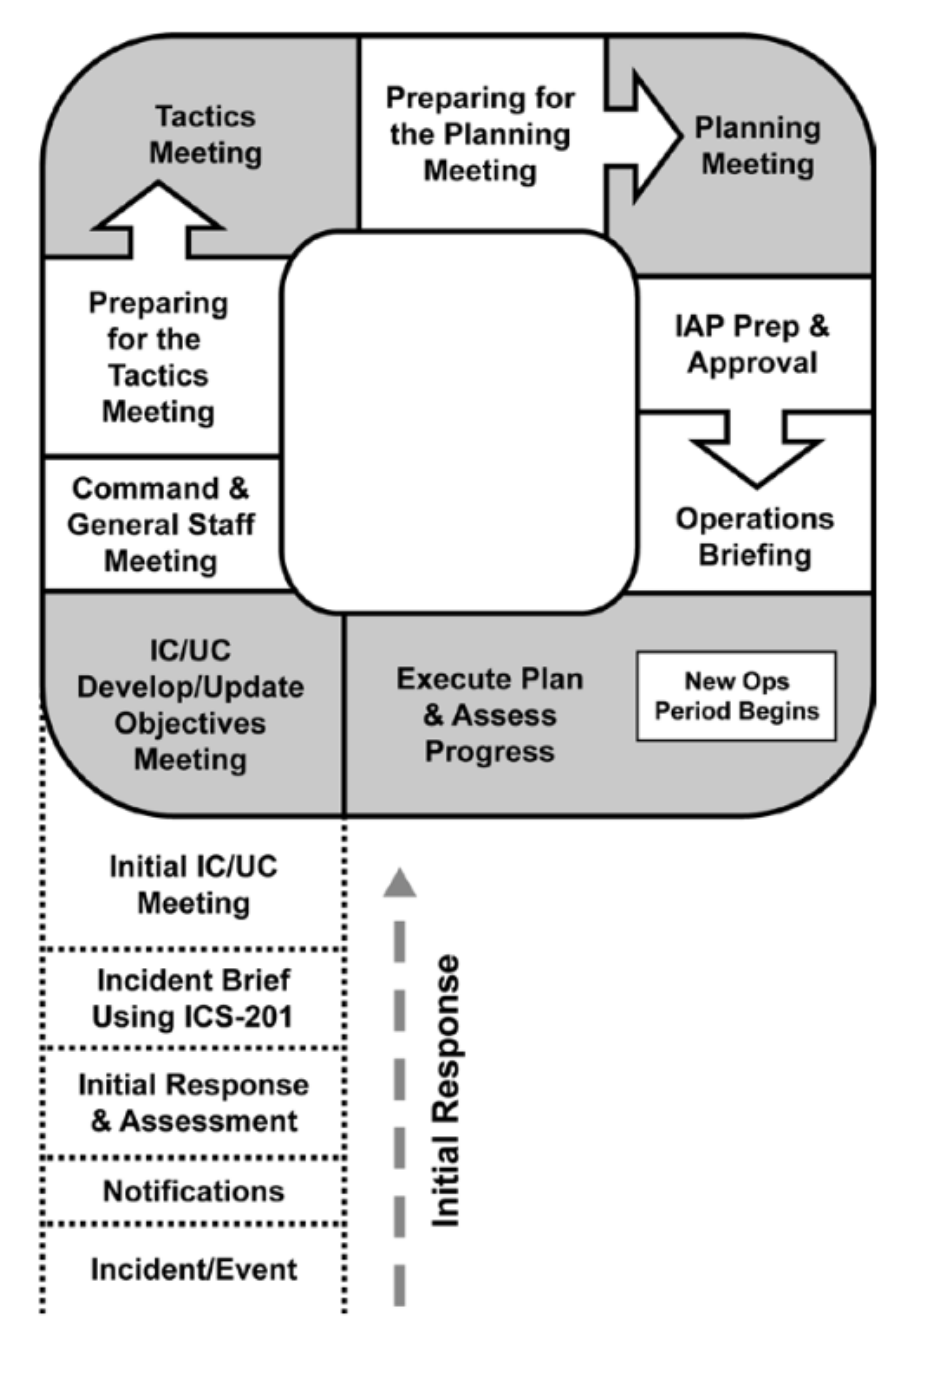 Tactics
Meeting
Preparing for
the Planning
Meeting
Planning
Meeting
Preparing
for the
Tactics
Meeting
IAP Prep &
Approval
Command &
General Staff
Meeting
Operations
Briefing
IC/UC
Develop/Update
Objectives
Meeting
Execute Plan
& Assess
Progress
New Ops
Period Begins
Initial IC/UC
Meeting
Incident Brief
Using ICS-201
Initial Response
& Assessment
Notifications
Incident/Event
Initial Response